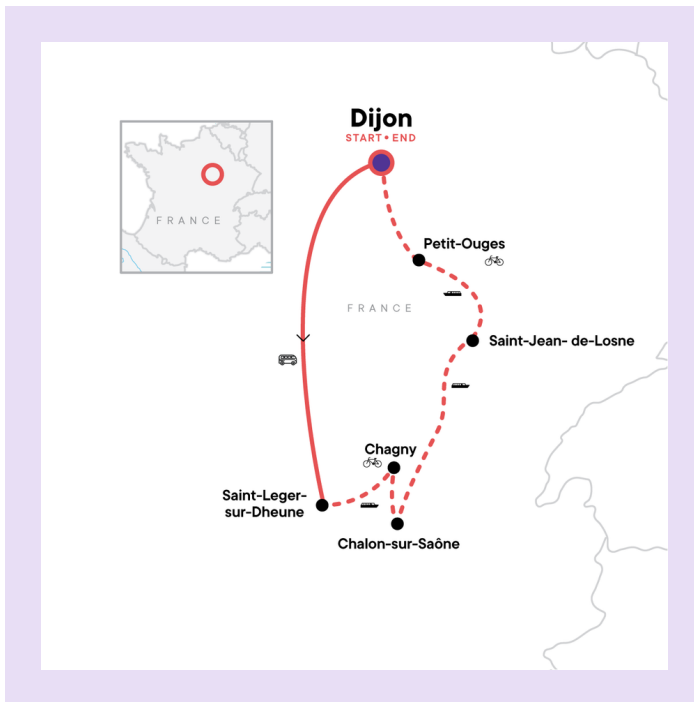 Dijon
START • END
FRANCE
Petit-Ouges
FRANCE
Saint-Jean- de-Losne
Chagny
Saint-Leger-
sur-Dheune
Chalon-sur-Saône